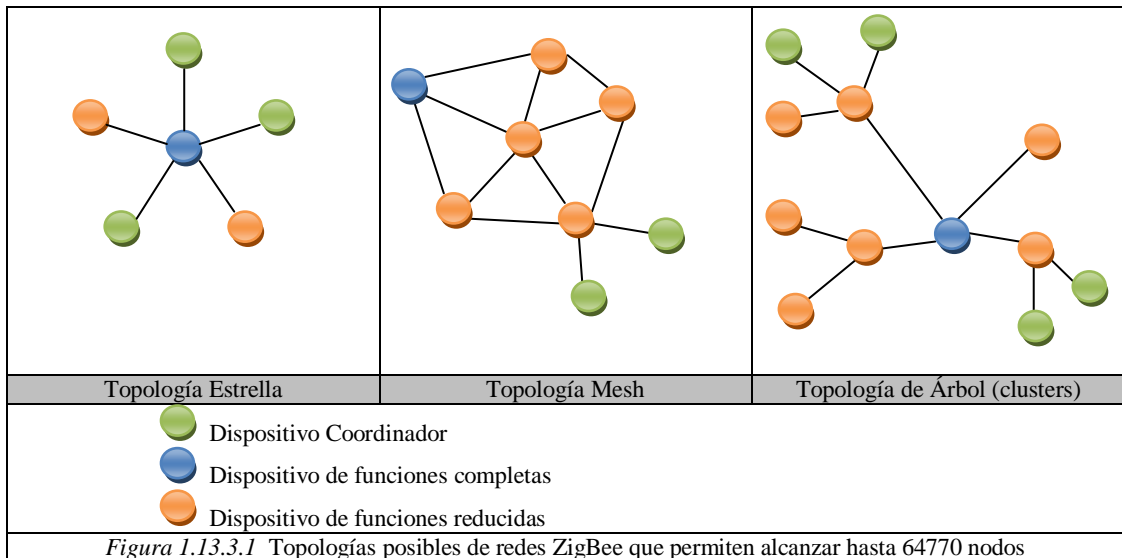 Topología Estrella
Topología Mesh
Topología de Árbol (clusters)
Dispositivo Coordinador
Dispositivo de funciones completas
Dispositivo de funciones reducidas
Figura 1.13.3.1 Topologías posibles de redes ZigBee que permiten alcanzar hasta 64770 nodos